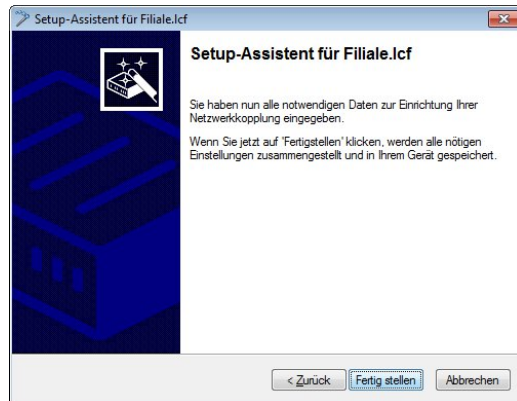 Setup-Assistent für Filiale.lcf
Setup-Assistent für Filiale.lcf
Sie haben nun alle notwendigen Daten zur Einrichtung Ihrer
Netzwerkkopplung eingegeben.
Wenn Sie jetzt auf 'Fertigstellen' klicken, werden alle nötigen
Einstellungen zusammengestellt und in Ihrem Gerät gespeichert.
< Zurück Fertig stellen Abbrechen